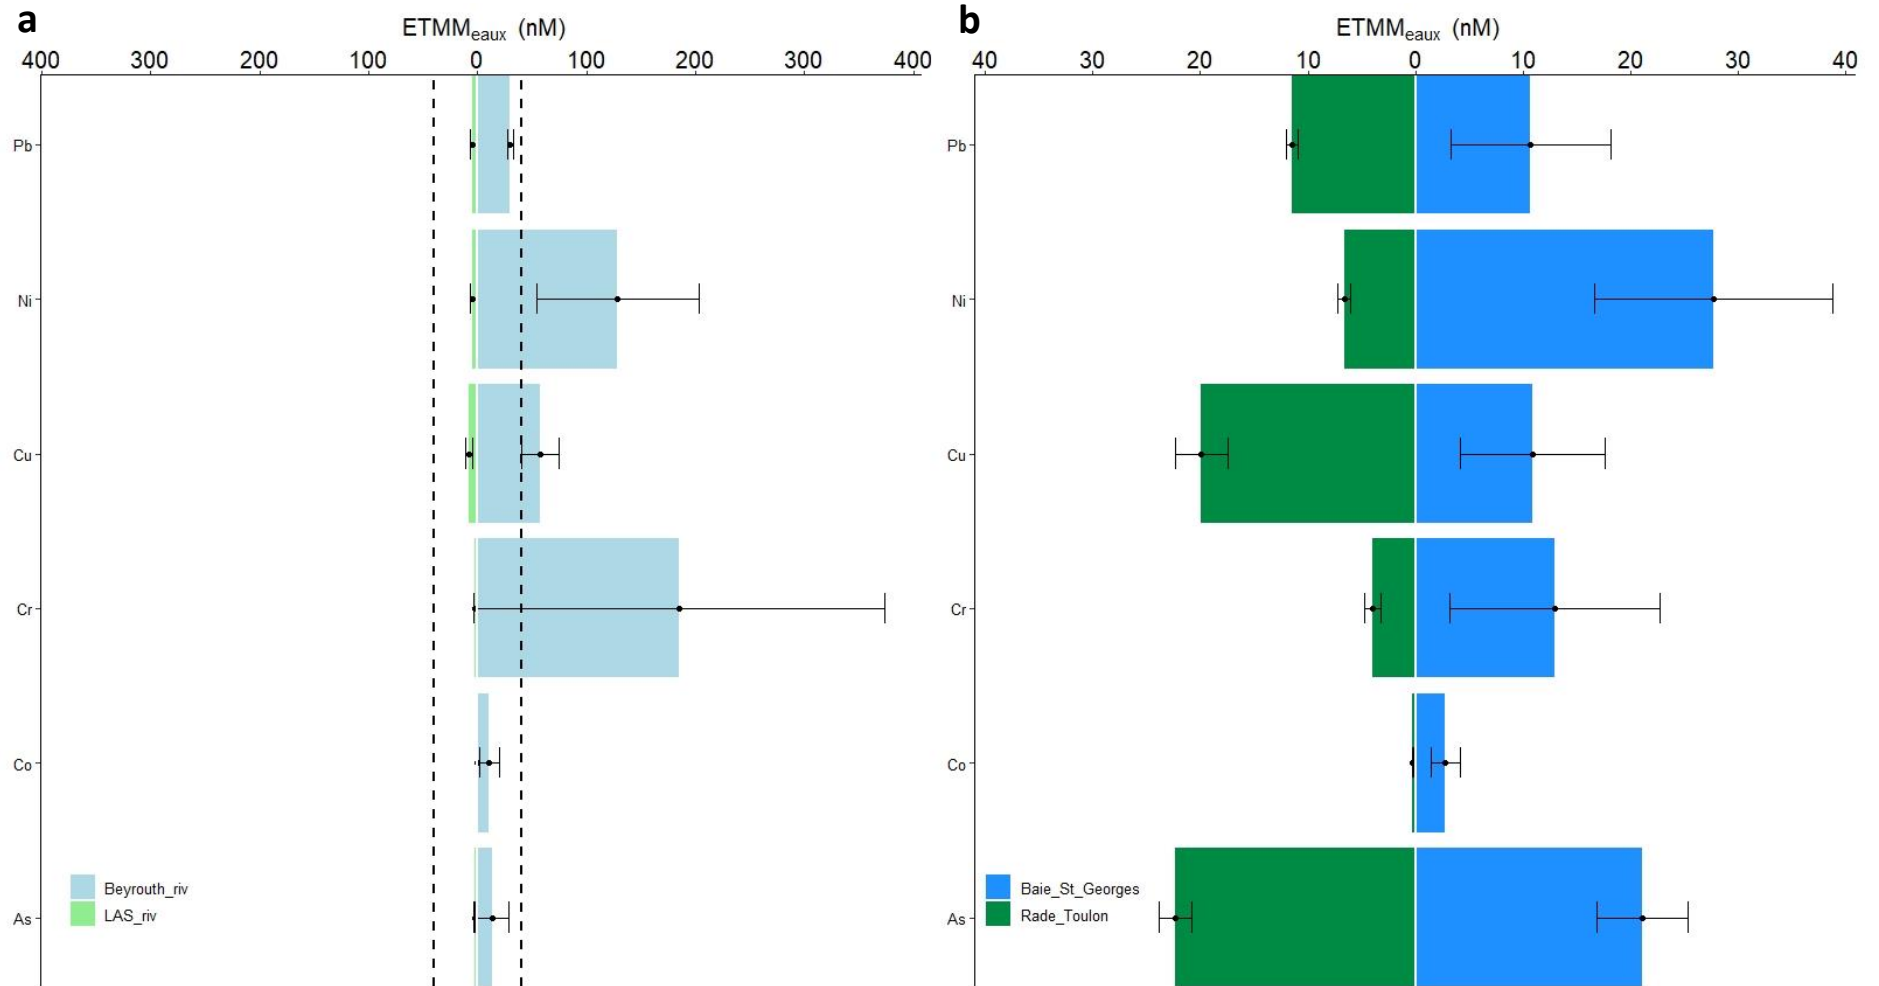 a
ETMMeaux (nM)
400 300 200 100 0 100 200 300 400
Pb
Ni
Cu
Cr
Co
As
Beyrouth_riv
LAS_riv
b
ETMMeaux (nM)
40 30 20 10 0 10 20 30 40
Pb
Ni
Cu
Cr
Co
As
Baie_St_Georges
Rade_Toulon